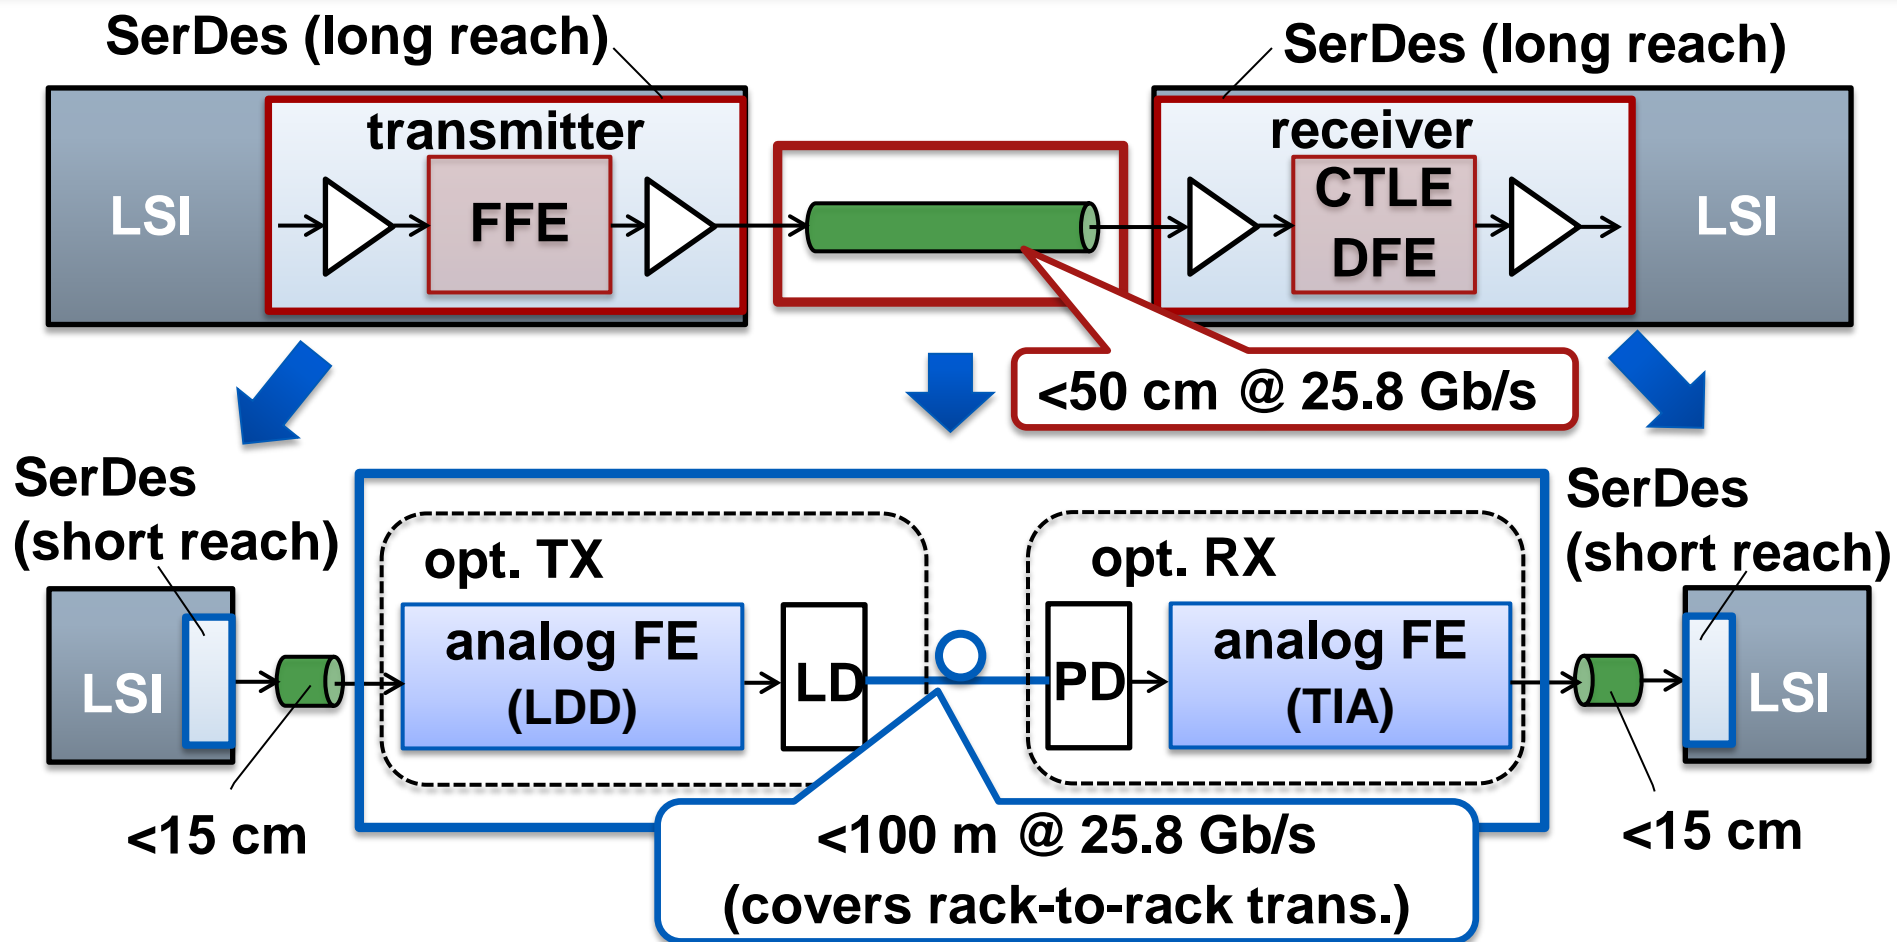 SerDes (long reach)
SerDes (long reach)
transmitter
receiver
LSI
FFE
CTLE
DFE
LSI
<50 cm @ 25.8 Gb/s
SerDes
(short reach)
SerDes
(short reach)
opt. TX
opt. RX
LSI
analog FE
(LDD)
LD
PD
analog FE
(TIA)
LSI
<15 cm
<100 m @ 25.8 Gb/s
(covers rack-to-rack trans.)
<15 cm